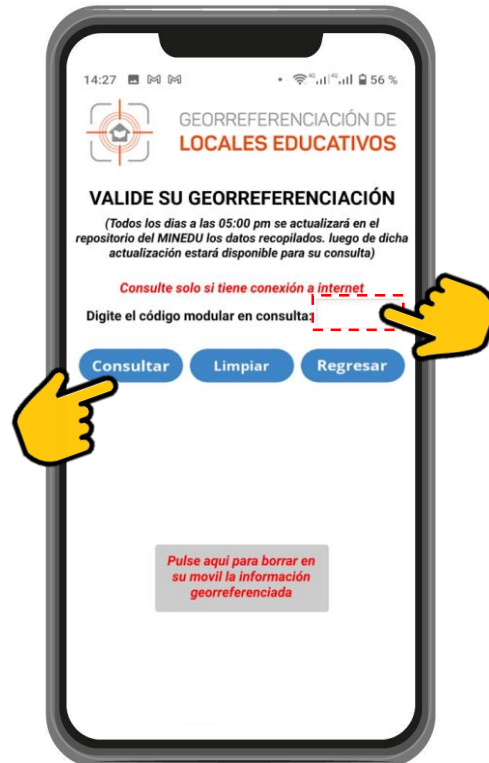 14:27 56 %
GEORREFERENCIACIÓN DE
LOCALES EDUCATIVOS
VALIDE SU GEORREFERENCIACIÓN
(Todos los dias a las 05:00 pm se actualizará en el
repositorio del MINEDU los datos recopilados. luego de dicha
actualización estará disponible para su consulta)
Consulte solo si tiene conexión a internet
Digite el código modular en consulta:
Consultar Limpiar Regresar
Pulse aqui para borrar en
su movil la información
georreferenciada